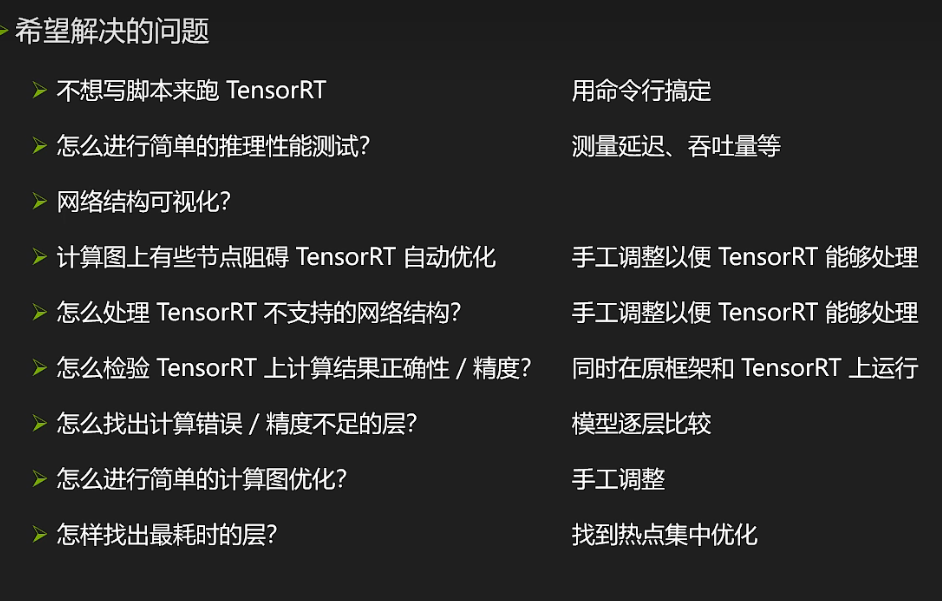 希望解决的问题
不想写脚本来跑 TensorRT 用命令行搞定
怎么进行简单的推理性能测试? 测量延迟、吞吐量等
网络结构可视化?
计算图上有些节点阻碍 TensorRT 自动优化 手工调整以便 TensorRT 能够处理
怎么处理 TensorRT 不支持的网络结构? 手工调整以便 TensorRT 能够处理
怎么检验 TensorRT 上计算结果正确性 / 精度? 同时在原框架和 TensorRT 上运行
怎么找出计算错误 / 精度不足的层? 模型逐层比较
怎么进行简单的计算图优化? 手工调整
怎样找出最耗时的层? 找到热点集中优化